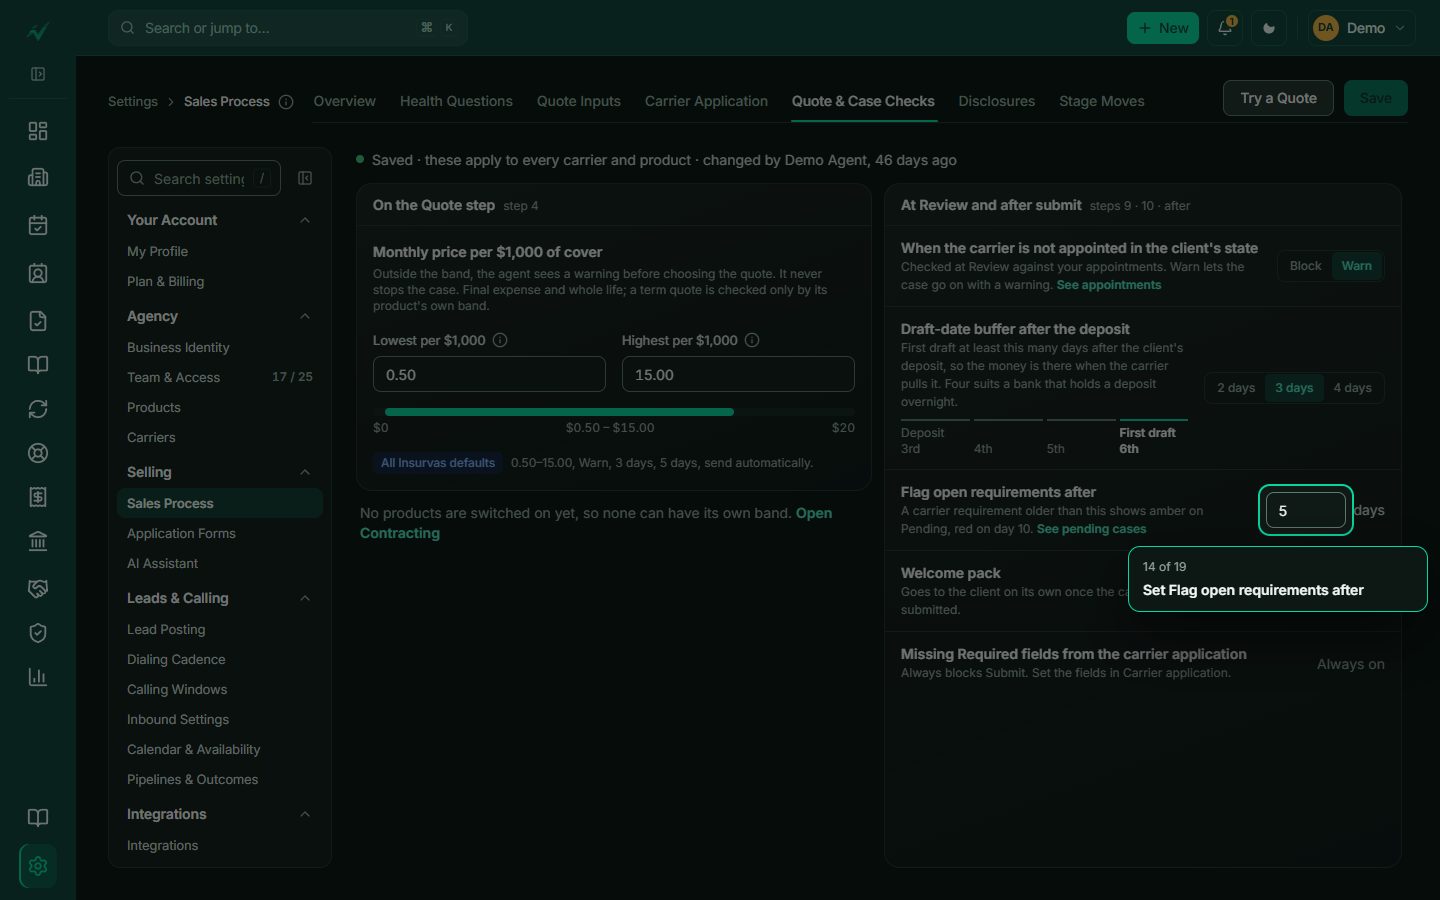 Search or jump to...
⌘ K
New
1
DA
Demo
Settings
Sales Process
Overview
Health Questions
Quote Inputs
Carrier Application
Quote & Case Checks
Disclosures
Stage Moves
Try a Quote
Save
Search setting
/
Your Account
My Profile
Plan & Billing
Agency
Business Identity
Team & Access 17 / 25
Products
Carriers
Selling
Sales Process
Application Forms
AI Assistant
Leads & Calling
Lead Posting
Dialing Cadence
Calling Windows
Inbound Settings
Calendar & Availability
Pipelines & Outcomes
Integrations
Integrations
Saved · these apply to every carrier and product · changed by Demo Agent, 46 days ago
On the Quote step step 4
Monthly price per $1,000 of cover
Outside the band, the agent sees a warning before choosing the quote. It never
stops the case. Final expense and whole life; a term quote is checked only by its
product's own band.
Lowest per $1,000
Highest per $1,000
0.50
15.00
$0
$0.50 – $15.00
$20
All Insurvas defaults 0.50–15.00, Warn, 3 days, 5 days, send automatically.
No products are switched on yet, so none can have its own band. Open
Contracting
At Review and after submit steps 9 · 10 · after
When the carrier is not appointed in the client's state
Checked at Review against your appointments. Warn lets the
case go on with a warning. See appointments
Block
Warn
Draft-date buffer after the deposit
First draft at least this many days after the client's
deposit, so the money is there when the carrier
pulls it. Four suits a bank that holds a deposit
overnight.
2 days
3 days
4 days
Deposit
3rd
4th
5th
First draft
6th
Flag open requirements after
A carrier requirement older than this shows amber on
Pending, red on day 10. See pending cases
5
days
Welcome pack
Goes to the client on its own once the ca
submitted.
14 of 19
Set Flag open requirements after
Missing Required fields from the carrier application
Always blocks Submit. Set the fields in Carrier application.
Always on